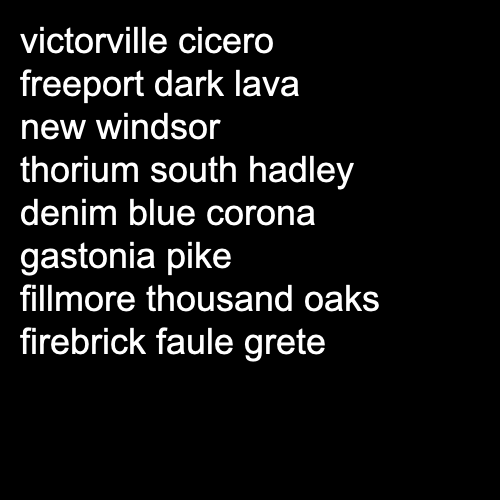 victorville cicero
freeport dark lava
new windsor
thorium south hadley
denim blue corona
gastonia pike
fillmore thousand oaks
firebrick faule grete